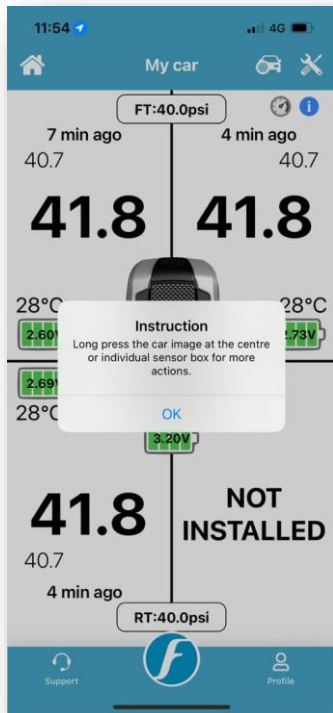 11:54
4G
My car
FT:40.0psi
7 min ago
4 min ago
40.7
40.7
41.8
41.8
28°C
28°C
2.60V
2.73V
Instruction
Long press the car image at the centre
or individual sensor box for more
actions.
OK
2.69
28°C
3.20V
41.8
NOT
INSTALLED
40.7
4 min ago
RT:40.0psi
Support
f
Profile